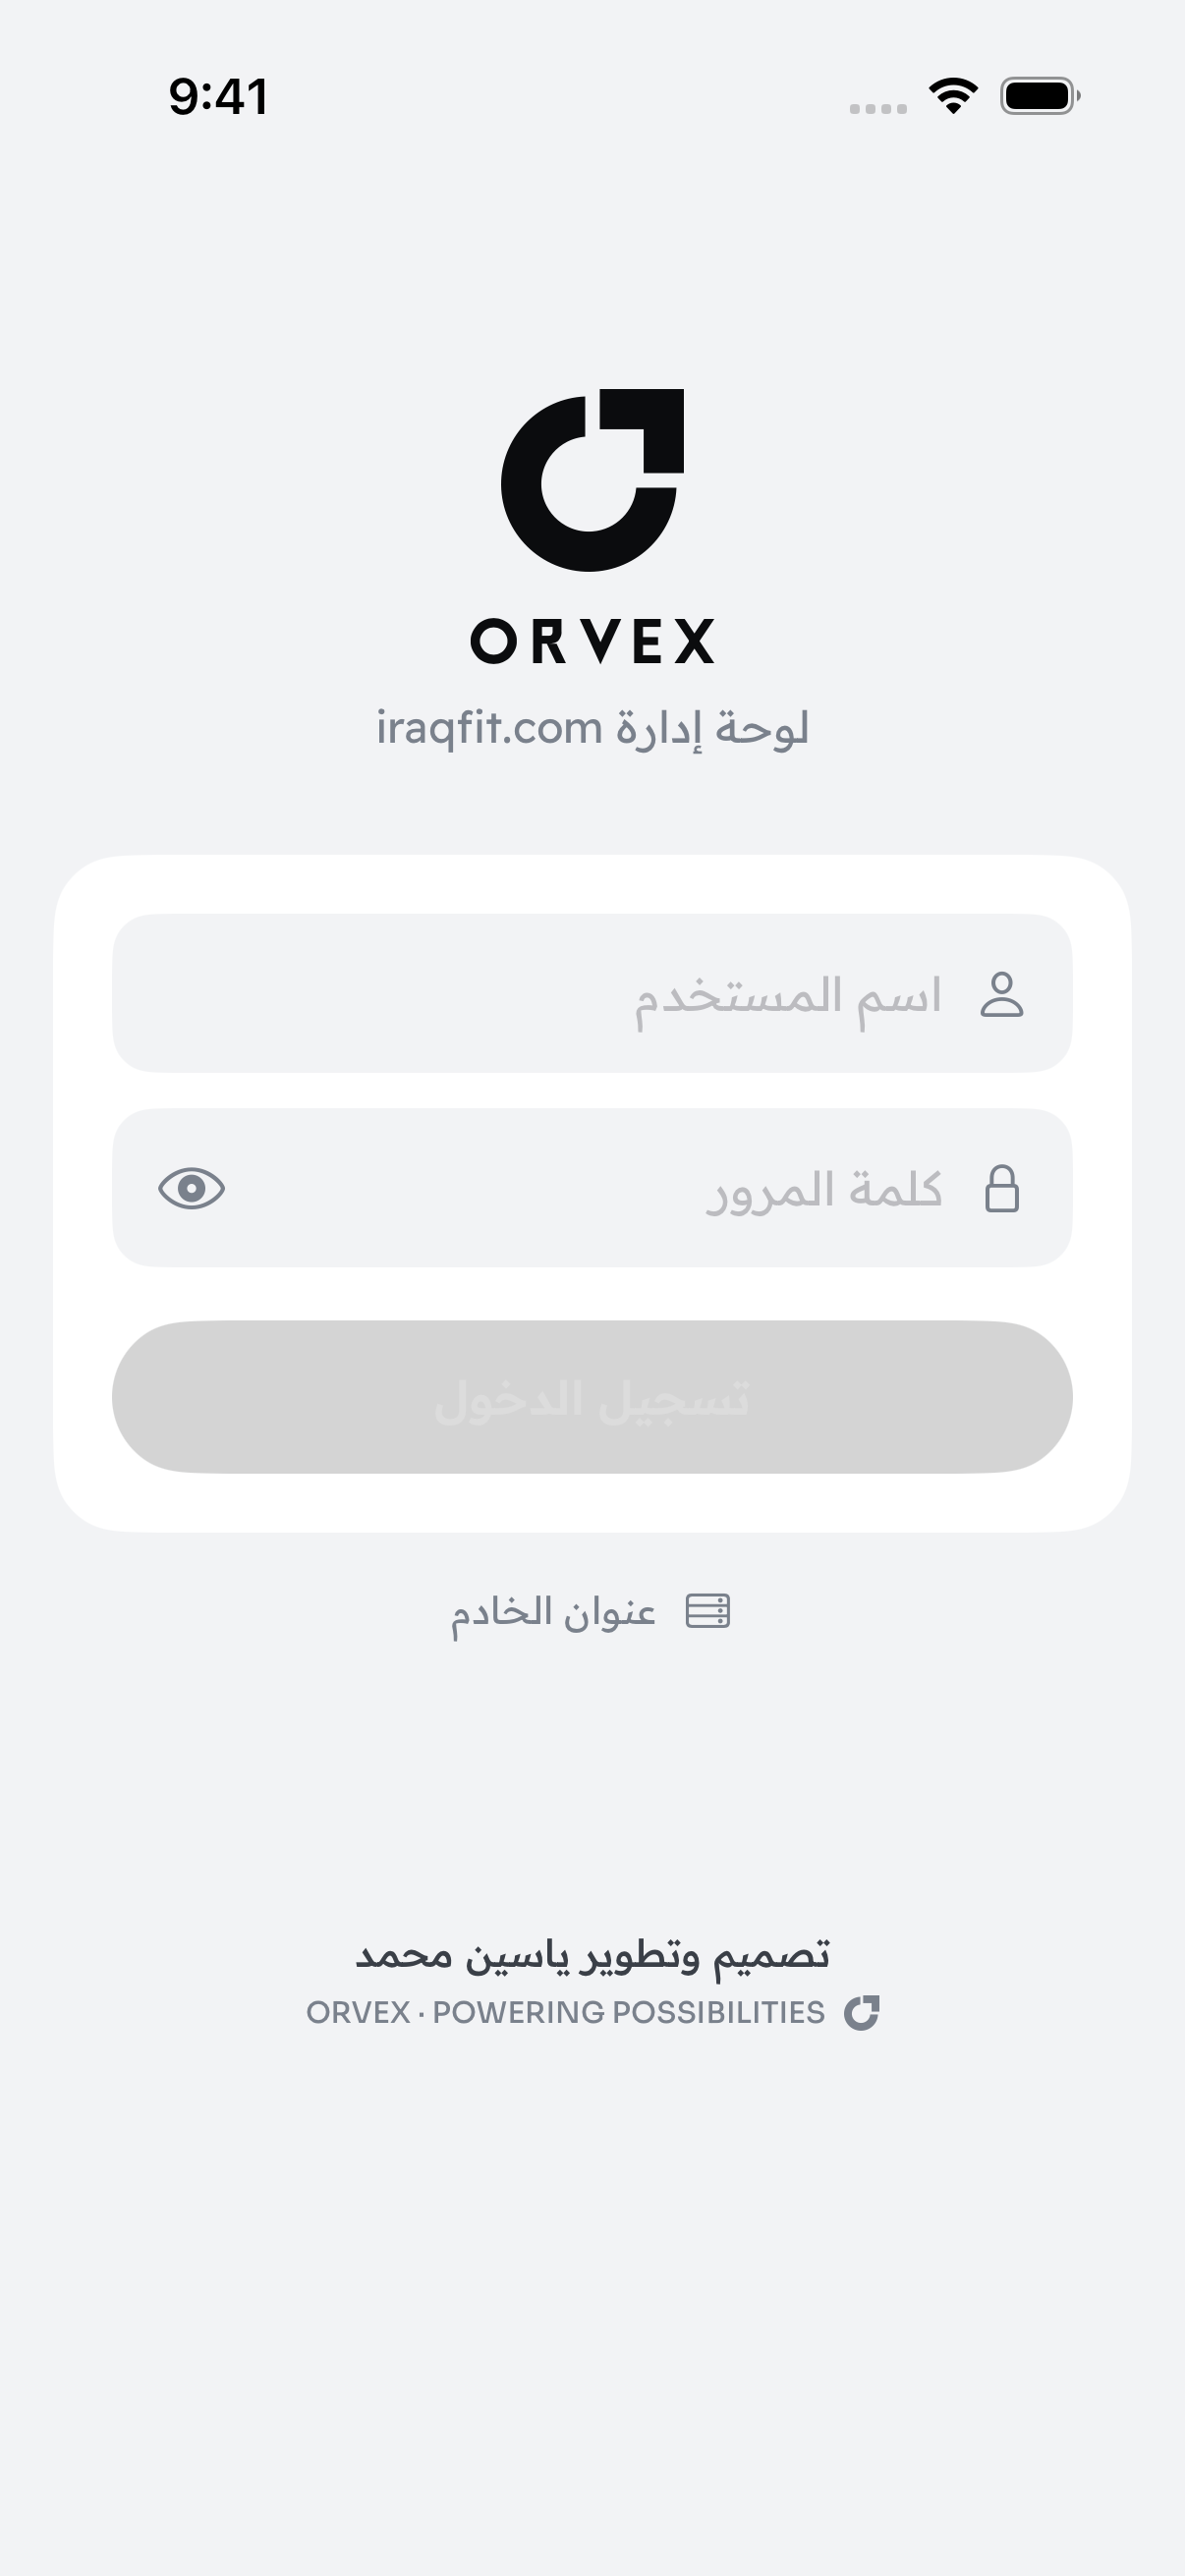 9:41
ORVEX
لوحة إدارة iraqfit.com
اسم المستخدم
كلمة المرور
تسجيل الدخول
عنوان الخادم
تصميم وتطوير ياسين محمد
ORVEX · POWERING POSSIBILITIES